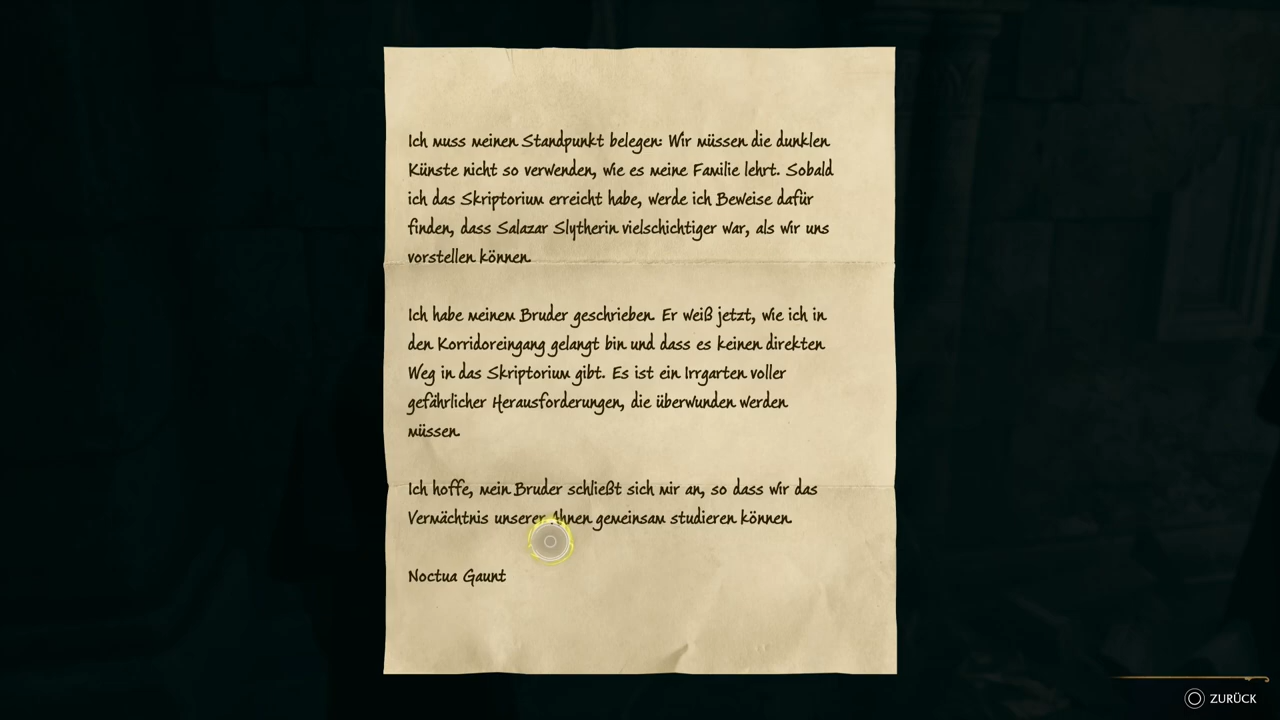 Ich muss meinen Standpunkt belegen: Wir müssen die dunklen
Künste nicht so verwenden, wie es meine Familie lehrt. Sobald
ich das Skriptorium erreicht habe, werde ich Beweise dafür
finden, dass Salazar Slytherin vielschichtiger war, als wir uns
vorstellen können.
Ich habe meinem Bruder geschrieben. Er weiß jetzt, wie ich in
den Korridoreingang gelangt bin und dass es keinen direkten
Weg in das Skriptorium gibt. Es ist ein Irrgarten voller
gefährlicher Herausforderungen, die überwunden werden
müssen.
Ich hoffe, mein Bruder schließt sich mir an, so dass wir das
Vermächtnis unserer Ahnen gemeinsam studieren können.
Noctua Gaunt
ZURÜCK